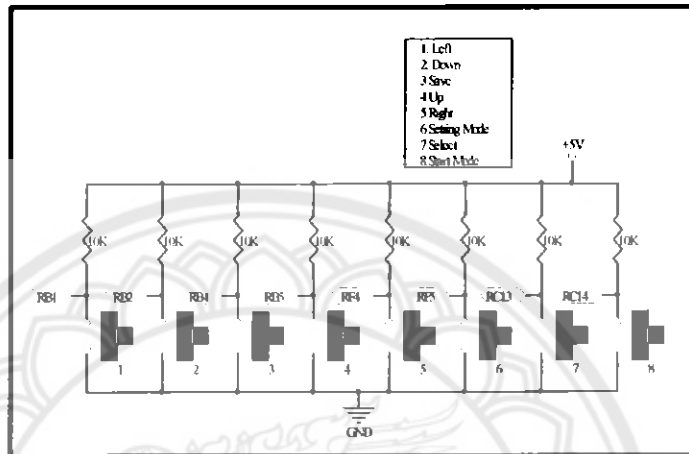 1. Left
2. Down
3 Save
4 Up
5 Right
6 Setting Mode
7 Select
8 Start Mode
+5V
10K 10K 10K 10K 10K 10K 10K 10K
RB1 RB2 RB4 RB5 RF4 RF5 RC13 RC14
1 2 3 4 5 6 7 8
GND